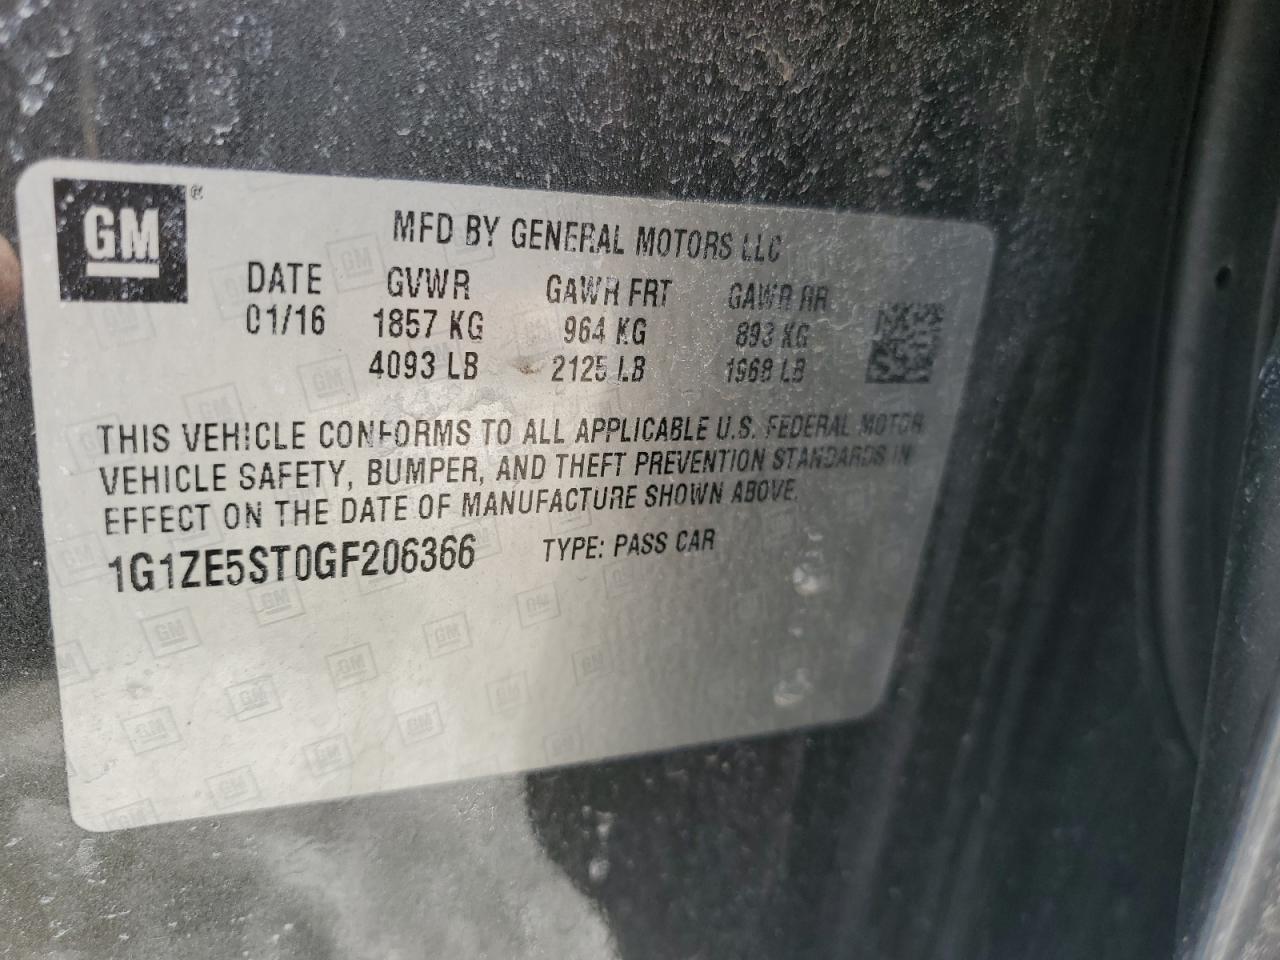 GM®
MFD BY GENERAL MOTORS LLC
DATE GVWR GAWR FRT GAWR RR
01/16 1857 KG 964 KG 893 KG
4093 LB 2125 LB 1968 LB
THIS VEHICLE CONFORMS TO ALL APPLICABLE U.S. FEDERAL MOTOR
VEHICLE SAFETY, BUMPER, AND THEFT PREVENTION STANDARDS IN
EFFECT ON THE DATE OF MANUFACTURE SHOWN ABOVE.
1G1ZE5ST0GF206366 TYPE: PASS CAR